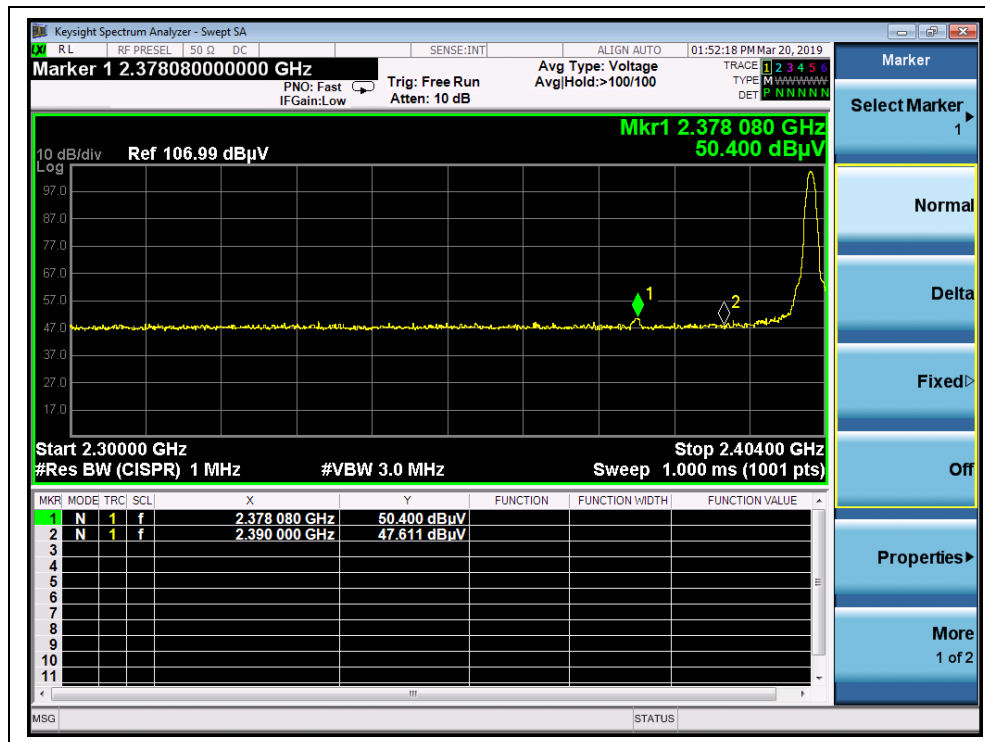 Keysight Spectrum Analyzer - Swept SA
LXI RL RF PRESEL 50 Ω DC SENSE:INT ALIGN AUTO 01:52:18 PM Mar 20, 2019
Marker 1 2.378080000000 GHz
PNO: Fast
IFGain:Low
Trig: Free Run
Atten: 10 dB
Avg Type: Voltage
Avg|Hold:>100/100
TRACE 1 2 3 4 5 6
TYPE M WWWWW
DET P N N N N N
Mkr1 2.378 080 GHz
50.400 dBµV
10 dB/div Ref 106.99 dBµV
Log
97.0
87.0
77.0
67.0
57.0
47.0
37.0
27.0
17.0
1
2
Start 2.30000 GHz Stop 2.40400 GHz
#Res BW (CISPR) 1 MHz #VBW 3.0 MHz Sweep 1.000 ms (1001 pts)
MKR MODE TRC SCL X Y FUNCTION FUNCTION WIDTH FUNCTION VALUE
1 N 1 f 2.378 080 GHz 50.400 dBµV
2 N 1 f 2.390 000 GHz 47.611 dBµV
3
4
5
6
7
8
9
10
11
MSG STATUS
Marker
Select Marker
1
Normal
Delta
Fixed
Off
Properties
More
1 of 2